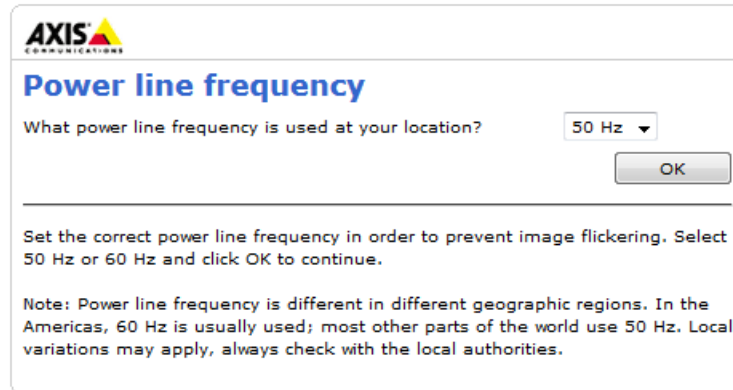 AXIS
COMMUNICATIONS
Power line frequency
What power line frequency is used at your location?
50 Hz
OK
Set the correct power line frequency in order to prevent image flickering. Select
50 Hz or 60 Hz and click OK to continue.
Note: Power line frequency is different in different geographic regions. In the
Americas, 60 Hz is usually used; most other parts of the world use 50 Hz. Local
variations may apply, always check with the local authorities.